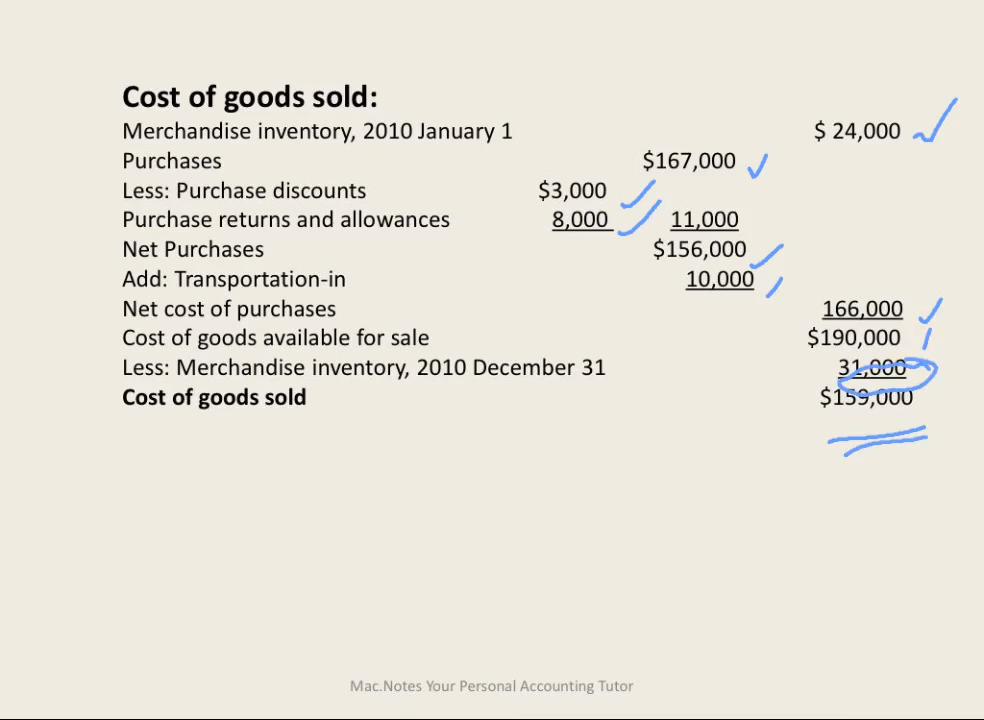 Cost of goods sold:
Merchandise inventory, 2010 January 1 $ 24,000
Purchases $167,000
Less: Purchase discounts $3,000
Purchase returns and allowances 8,000 11,000
Net Purchases $156,000
Add: Transportation-in 10,000
Net cost of purchases 166,000
Cost of goods available for sale $190,000
Less: Merchandise inventory, 2010 December 31 31,000
Cost of goods sold $159,000
Mac.Notes Your Personal Accounting Tutor